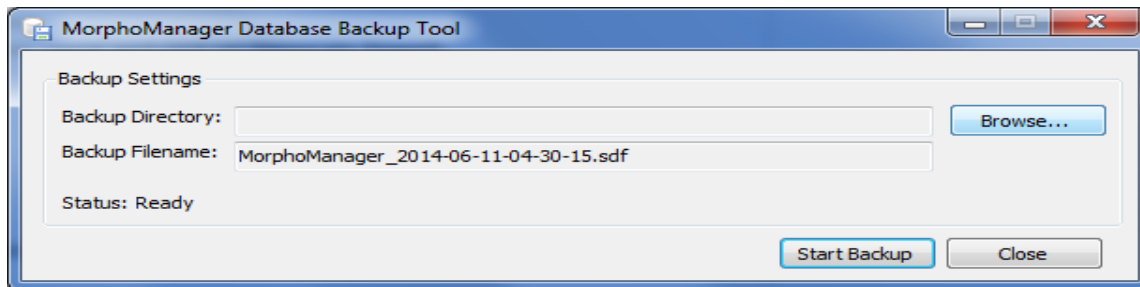 MorphoManager Database Backup Tool
Backup Settings
Backup Directory:
Browse...
Backup Filename: MorphoManager_2014-06-11-04-30-15.sdf
Status: Ready
Start Backup
Close